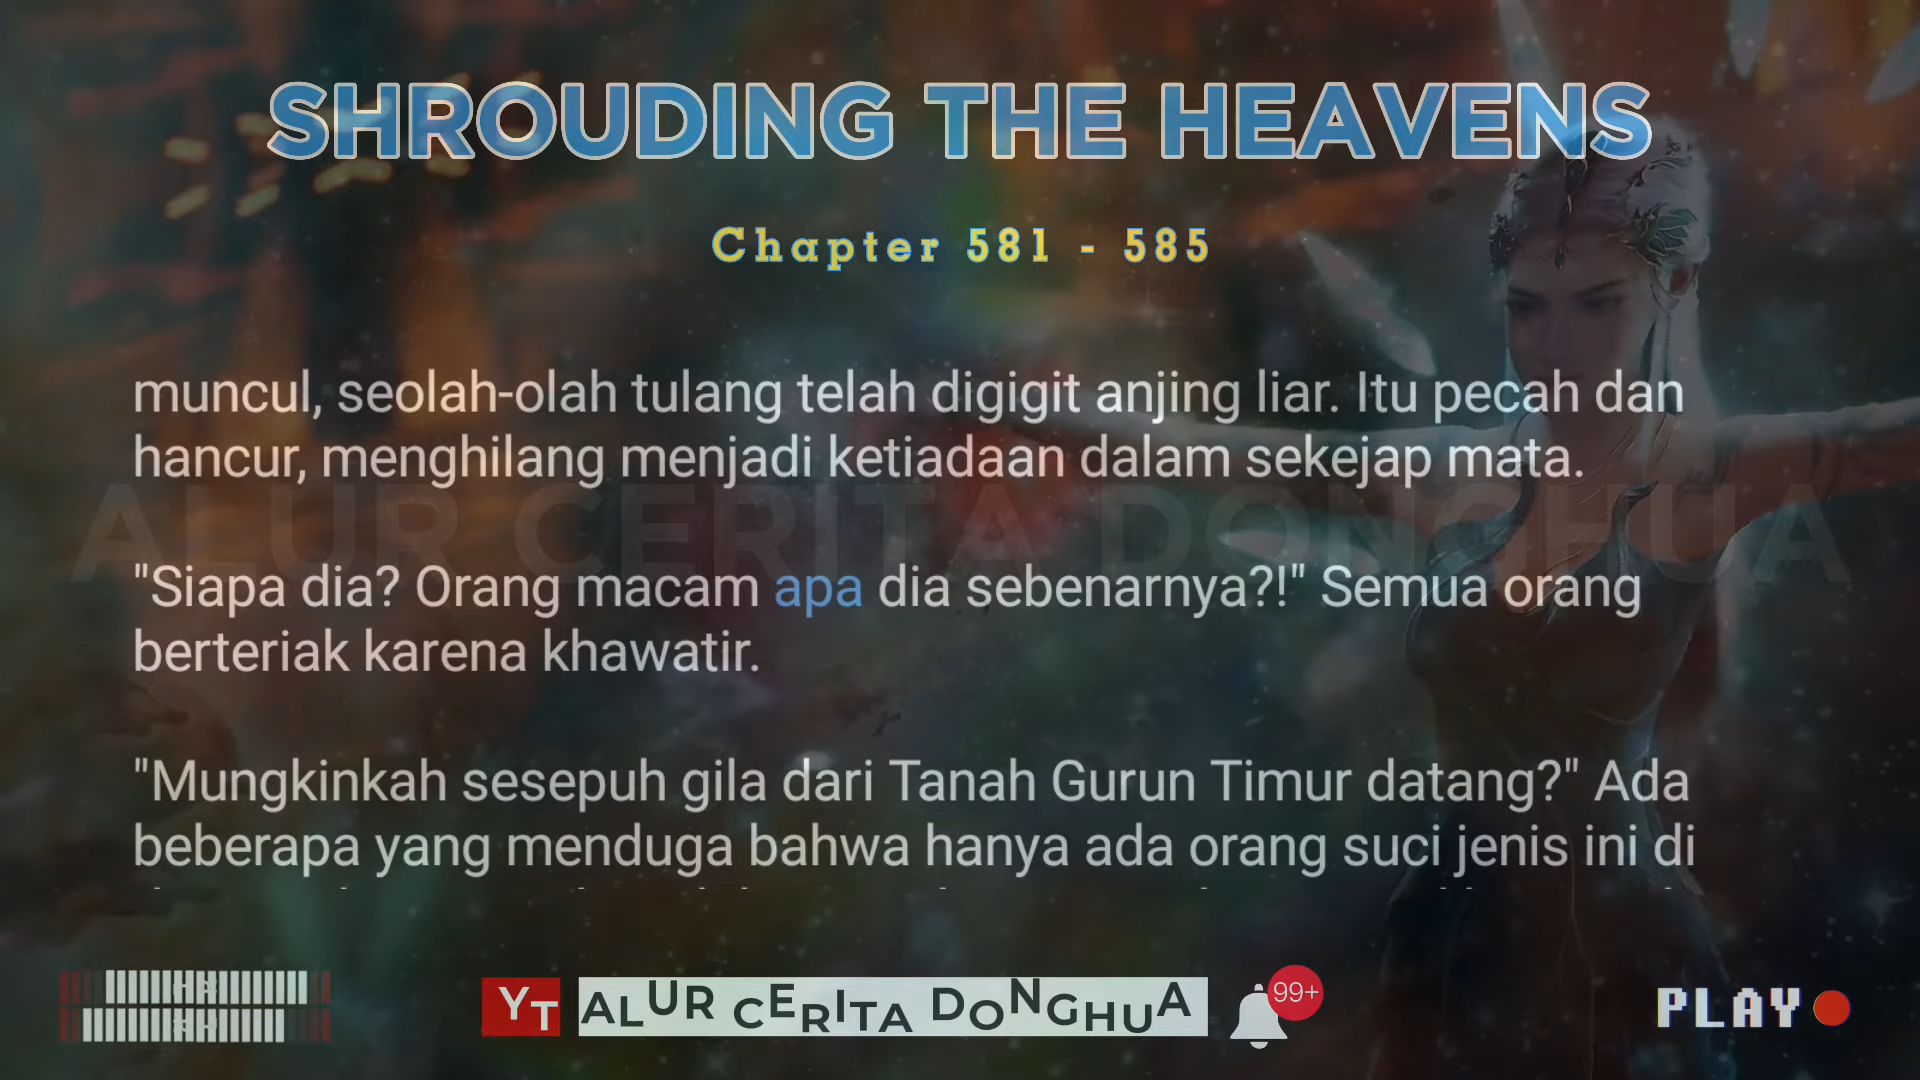 SHROUDING THE HEAVENS
Chapter 581 - 585
muncul, seolah-olah tulang telah digigit anjing liar. Itu pecah dan
hancur, menghilang menjadi ketiadaan dalam sekejap mata.
ALUR CERITA DONGHUA
"Siapa dia? Orang macam apa dia sebenarnya?!" Semua orang
berteriak karena khawatir.
"Mungkinkah sesepuh gila dari Tanah Gurun Timur datang?" Ada
beberapa yang menduga bahwa hanya ada orang suci jenis ini di
YT ALUR CERITA DONGHUA 99+
PLAY